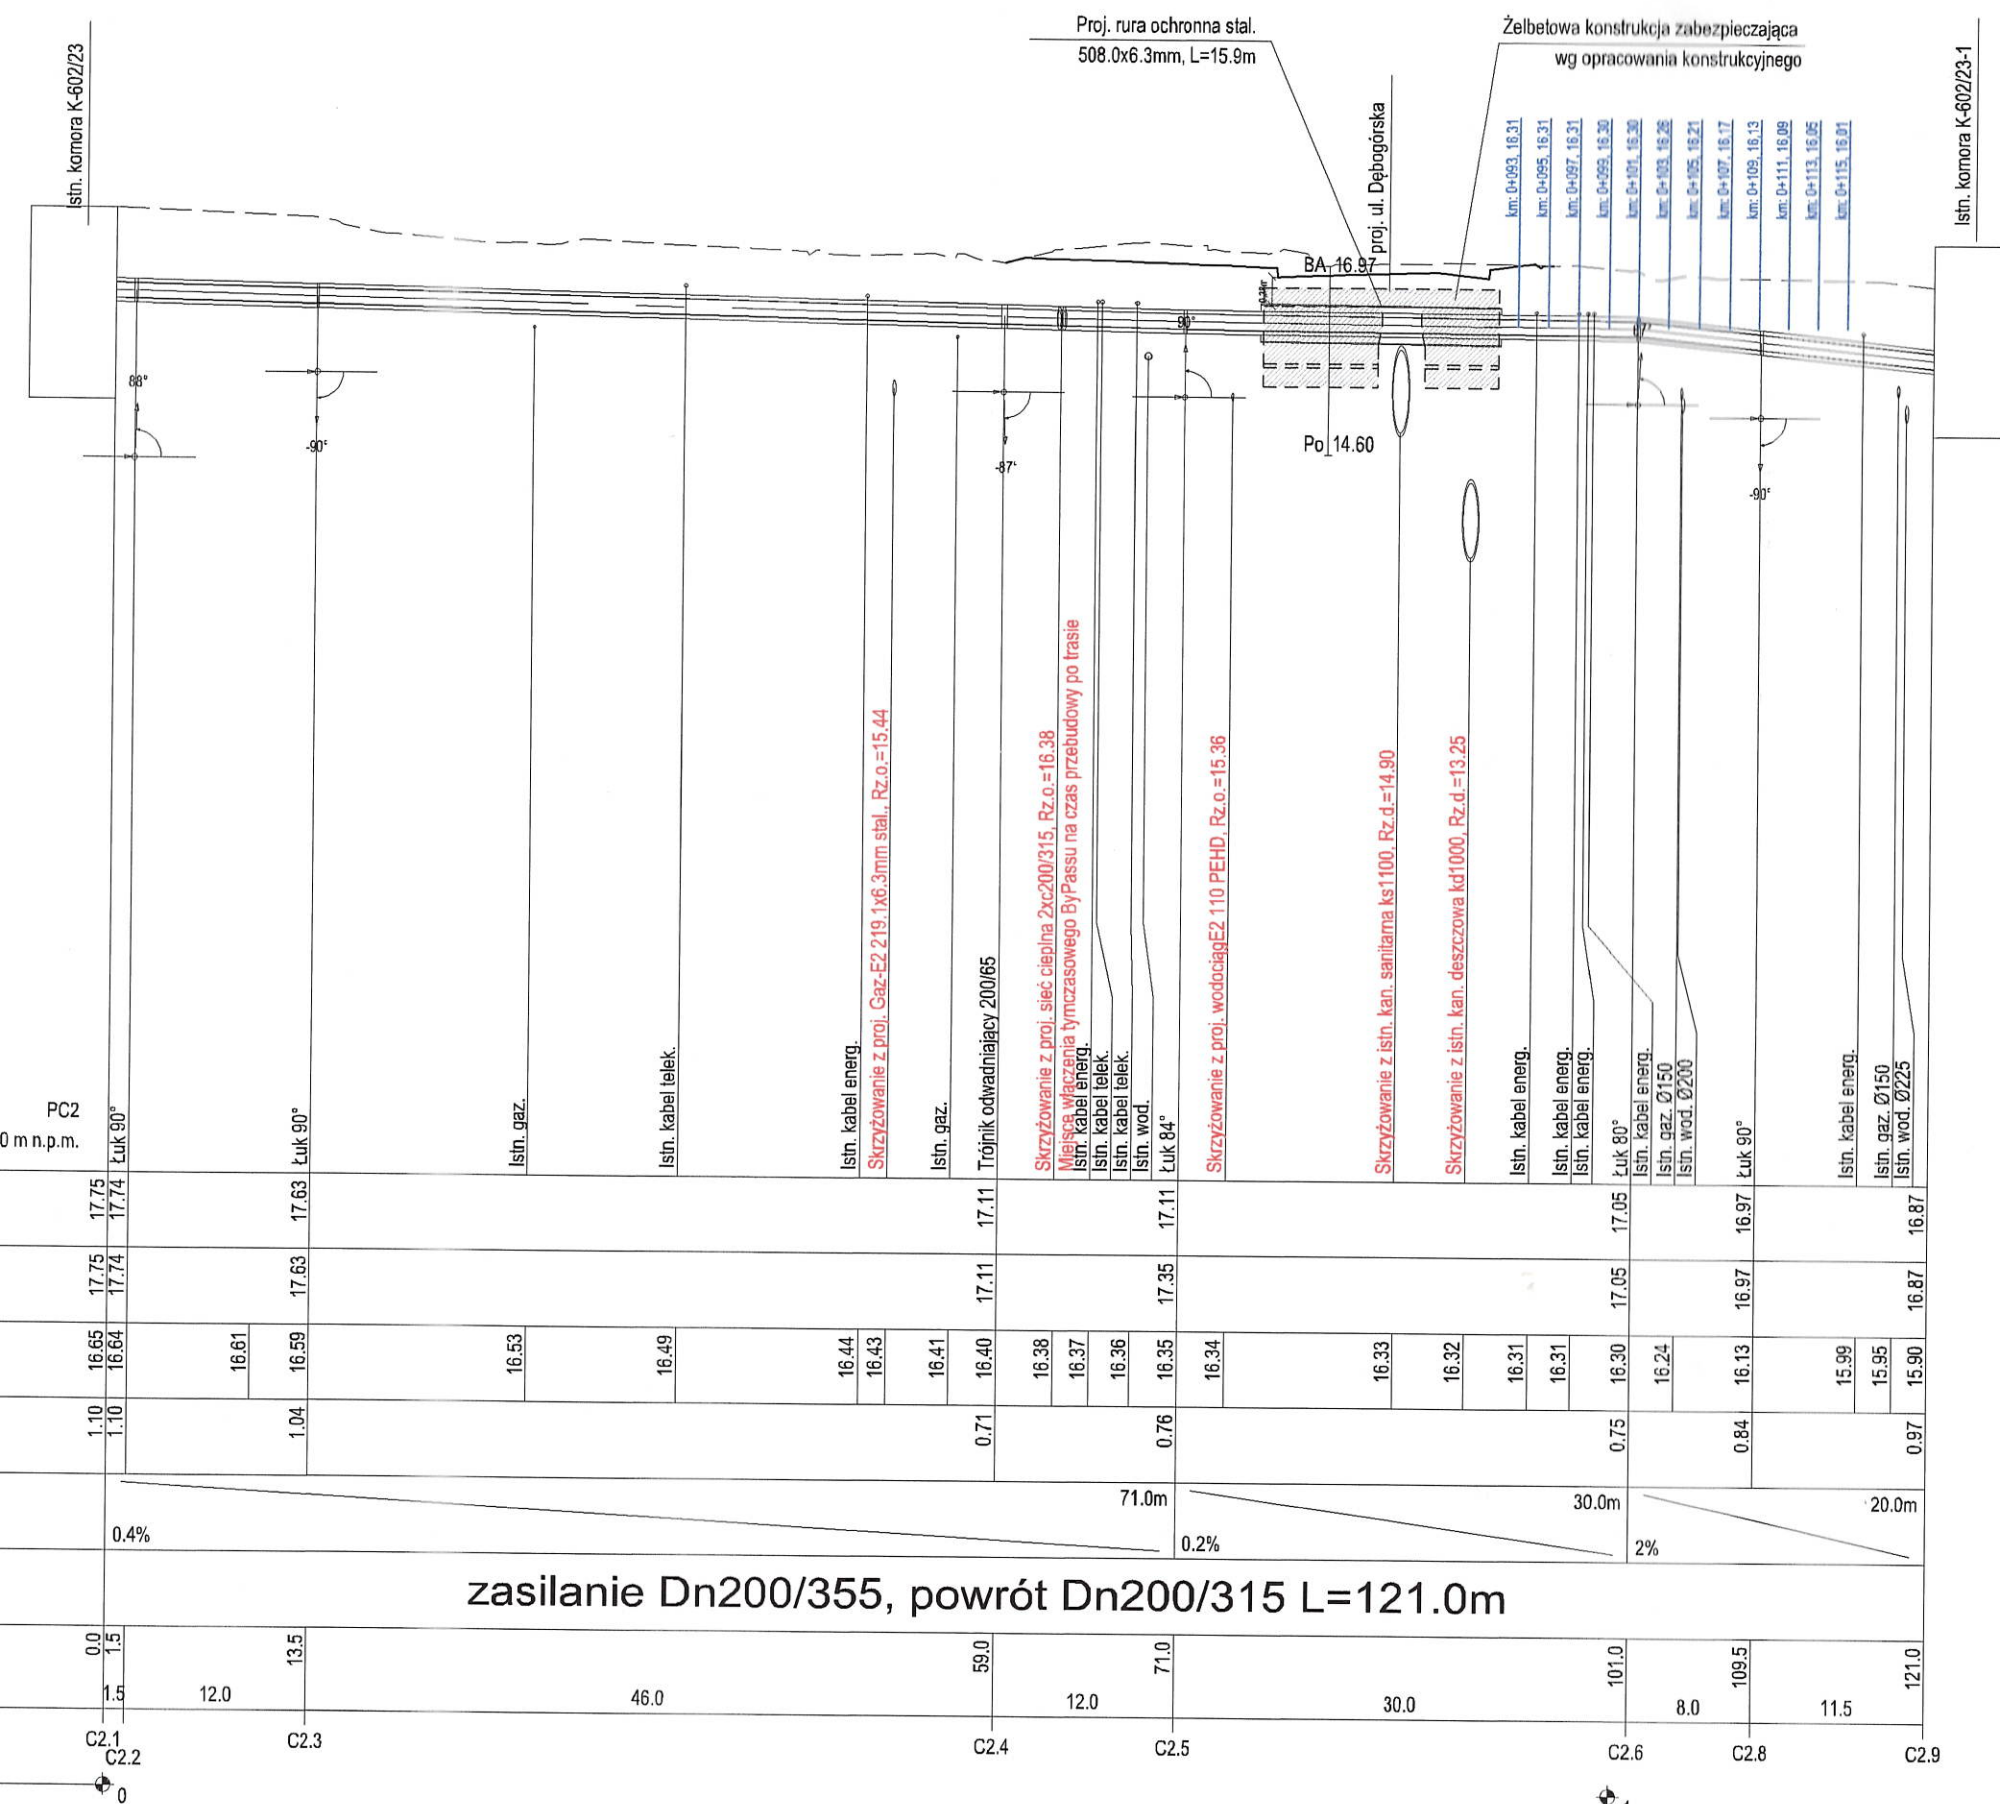 Proj. rura ochronna stal.
508.0x6.3mm, L=15.9m
Żelbetowa konstrukcja zabezpieczająca
wg opracowania konstrukcyjnego
Istn. komora K-602/23
proj. ul. Dębogórska
Istn. komora K-602/23-1
km: 0+093, 16,31
km: 0+095, 16,31
km: 0+097, 16,31
km: 0+099, 16,30
km: 0+101, 16,30
km: 0+103, 16,26
km: 0+105, 16,21
km: 0+107, 16,17
km: 0+109, 16,13
km: 0+111, 16,09
km: 0+113, 16,05
km: 0+115, 16,01
BA 16.97
90°
88°
-90°
-87°
Po 14.60
-90°
PC2
0 m n.p.m.
Łuk 90°
Łuk 90°
Istn. gaz.
Istn. kabel telek.
Istn. kabel energ.
Skrzyżowanie z proj. Gaz-E2 219.1x6.3mm stal., Rz.o.=15.44
Istn. gaz.
Trójnik odwadniający 200/65
Skrzyżowanie z proj. sieć cieplna 2xc200/315, Rz.o.=16.38
Miejsce włączenia tymczasowego ByPassu na czas przebudowy po trasie
Istn. kabel energ.
Istn. kabel telek.
Istn. kabel telek.
Istn. wod.
Łuk 84°
Skrzyżowanie z proj. wodociągE2 110 PEHD, Rz.o.=15.36
Skrzyżowanie z istn. kan. sanitarna ks1100, Rz.d.=14.90
Skrzyżowanie z istn. kan. deszczowa kd1000, Rz.d.=13.25
Istn. kabel energ.
Istn. kabel energ.
Istn. kabel energ.
Łuk 80°
Istn. kabel energ.
Istn. gaz. Ø150
Istn. wod. Ø200
Łuk 90°
Istn. kabel energ.
Istn. gaz. Ø150
Istn. wod. Ø225
17.75 17.74 17.63 17.11 17.11 17.05 16.97 16.87
17.75 17.74 17.63 17.11 17.35 17.05 16.97 16.87
16.65 16.64 16.61 16.59 16.53 16.49 16.44 16.43 16.41 16.40 16.38 16.37 16.36 16.35 16.34 16.33 16.32 16.31 16.31 16.30 16.24 16.13 15.99 15.95 15.90
1.10 1.10 1.04 0.71 0.76 0.75 0.84 0.97
71.0m 30.0m 20.0m
0.4% 0.2% 2%
zasilanie Dn200/355, powrót Dn200/315 L=121.0m
0.0 1.5 13.5 59.0 71.0 101.0 109.5 121.0
1.5 12.0 46.0 12.0 30.0 8.0 11.5
C2.1 C2.2 C2.3 C2.4 C2.5 C2.6 C2.8 C2.9
0